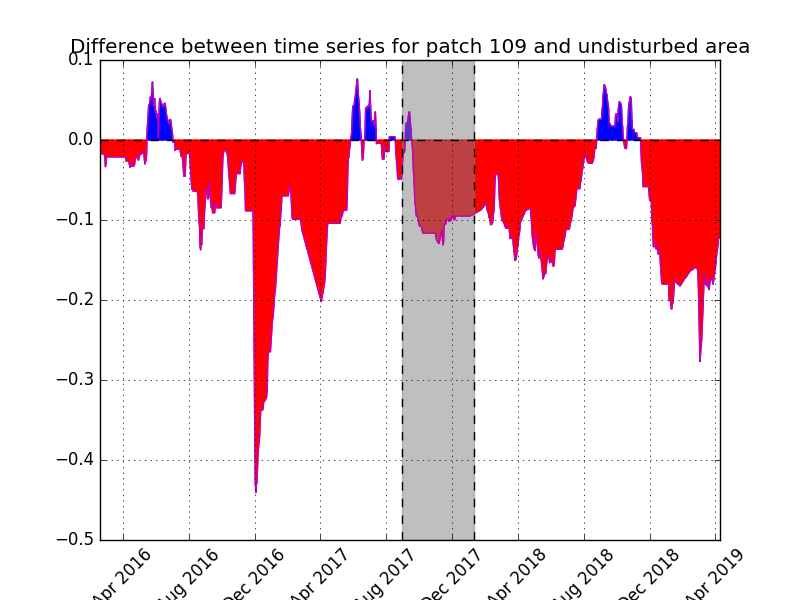 Difference between time series for patch 109 and undisturbed area
0.1
0.0
−0.1
−0.2
−0.3
−0.4
−0.5
Apr 2016
Aug 2016
Dec 2016
Apr 2017
Aug 2017
Dec 2017
Apr 2018
Aug 2018
Dec 2018
Apr 2019